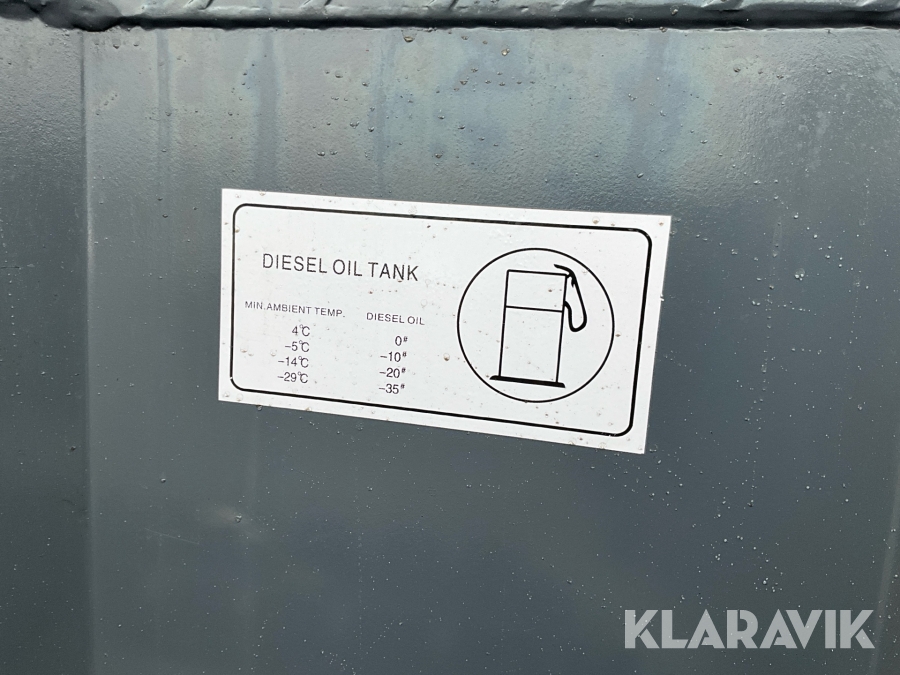 DIESEL OIL TANK
MIN.AMBIENT TEMP. DIESEL OIL
4℃ 0#
-5℃ -10#
-14℃ -20#
-29℃ -35#
KLARAVIK